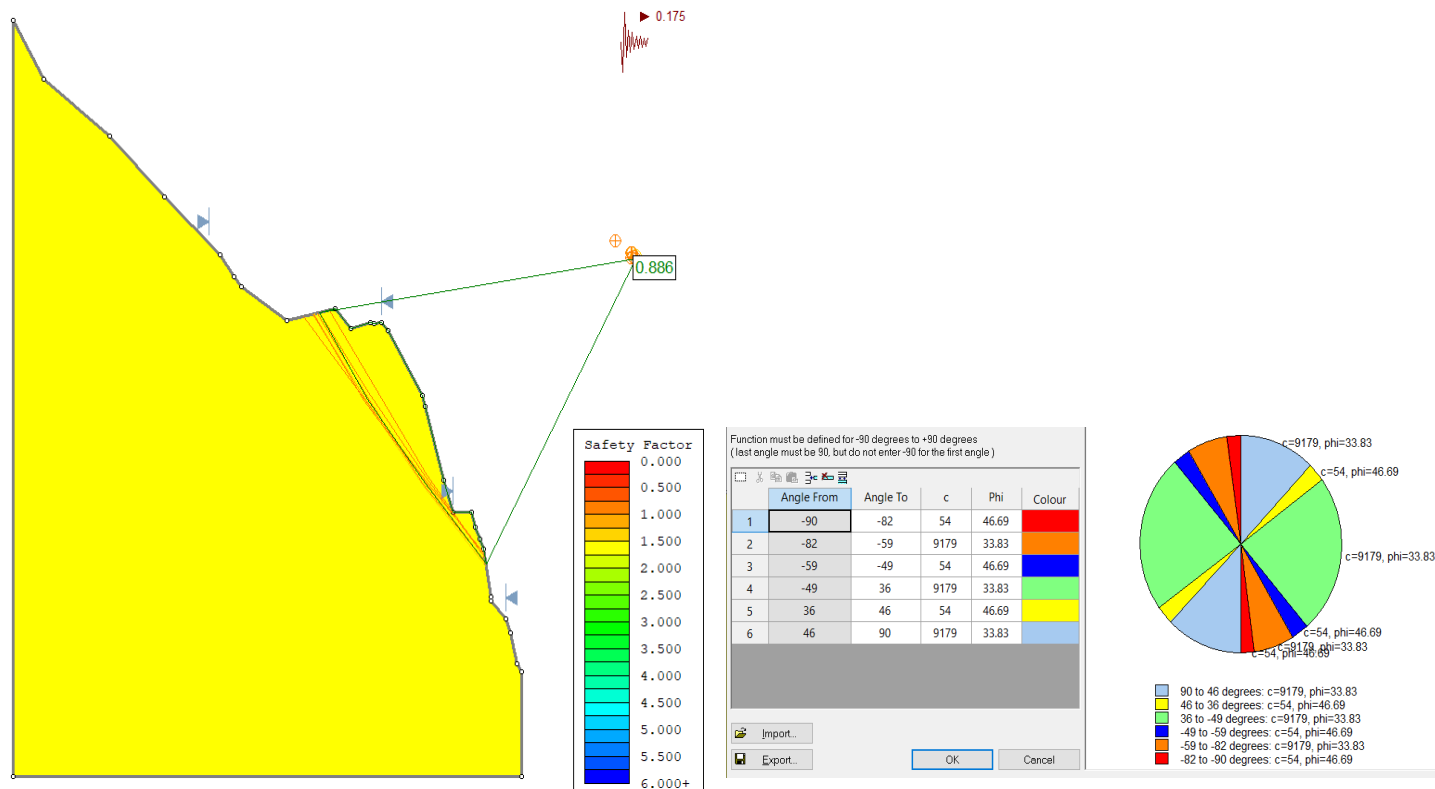 0.175
0.886
Safety Factor
0.000
0.500
1.000
1.500
2.000
2.500
3.000
3.500
4.000
4.500
5.000
5.500
6.000+
Function must be defined for -90 degrees to +90 degrees
( last angle must be 90, but do not enter -90 for the first angle )
Angle From Angle To c Phi Colour
1 -90 -82 54 46.69
2 -82 -59 9179 33.83
3 -59 -49 54 46.69
4 -49 36 9179 33.83
5 36 46 54 46.69
6 46 90 9179 33.83
Import...
Export...
OK Cancel
c=9179, phi=33.83
c=54, phi=46.69
c=9179, phi=33.83
c=54, phi=46.69
c=9179, phi=33.83
c=54, phi=46.69
90 to 46 degrees: c=9179, phi=33.83
46 to 36 degrees: c=54, phi=46.69
36 to -49 degrees: c=9179, phi=33.83
-49 to -59 degrees: c=54, phi=46.69
-59 to -82 degrees: c=9179, phi=33.83
-82 to -90 degrees: c=54, phi=46.69